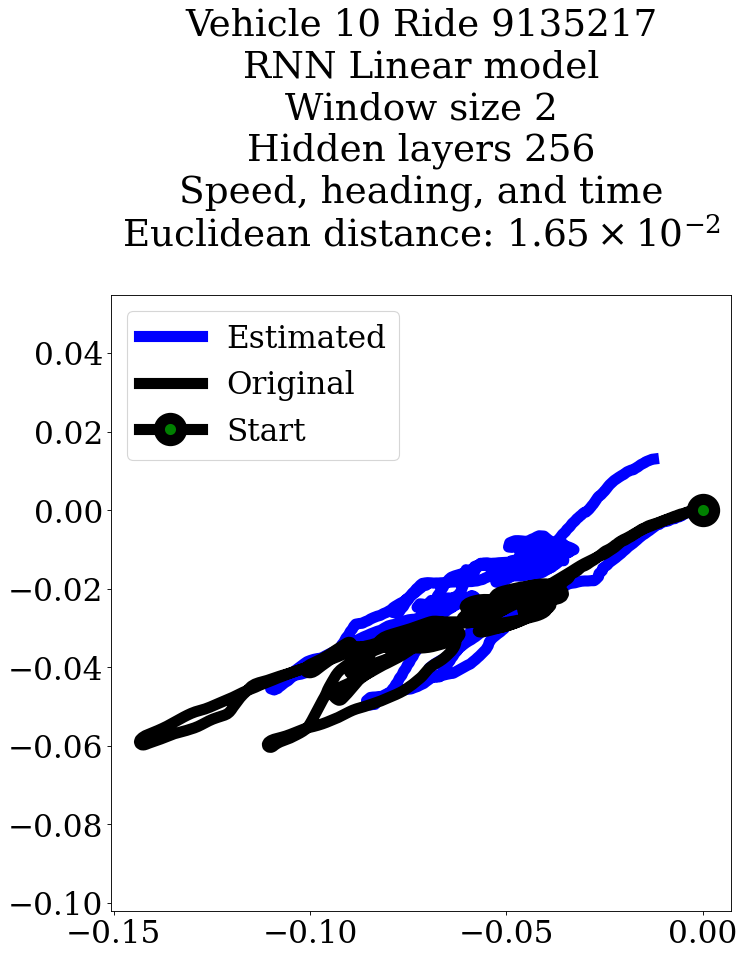 Vehicle 10 Ride 9135217
RNN Linear model
Window size 2
Hidden layers 256
Speed, heading, and time
Euclidean distance: 1.65 × 10⁻²
Estimated
Original
Start
0.04
0.02
0.00
−0.02
−0.04
−0.06
−0.08
−0.10
−0.15
−0.10
−0.05
0.00